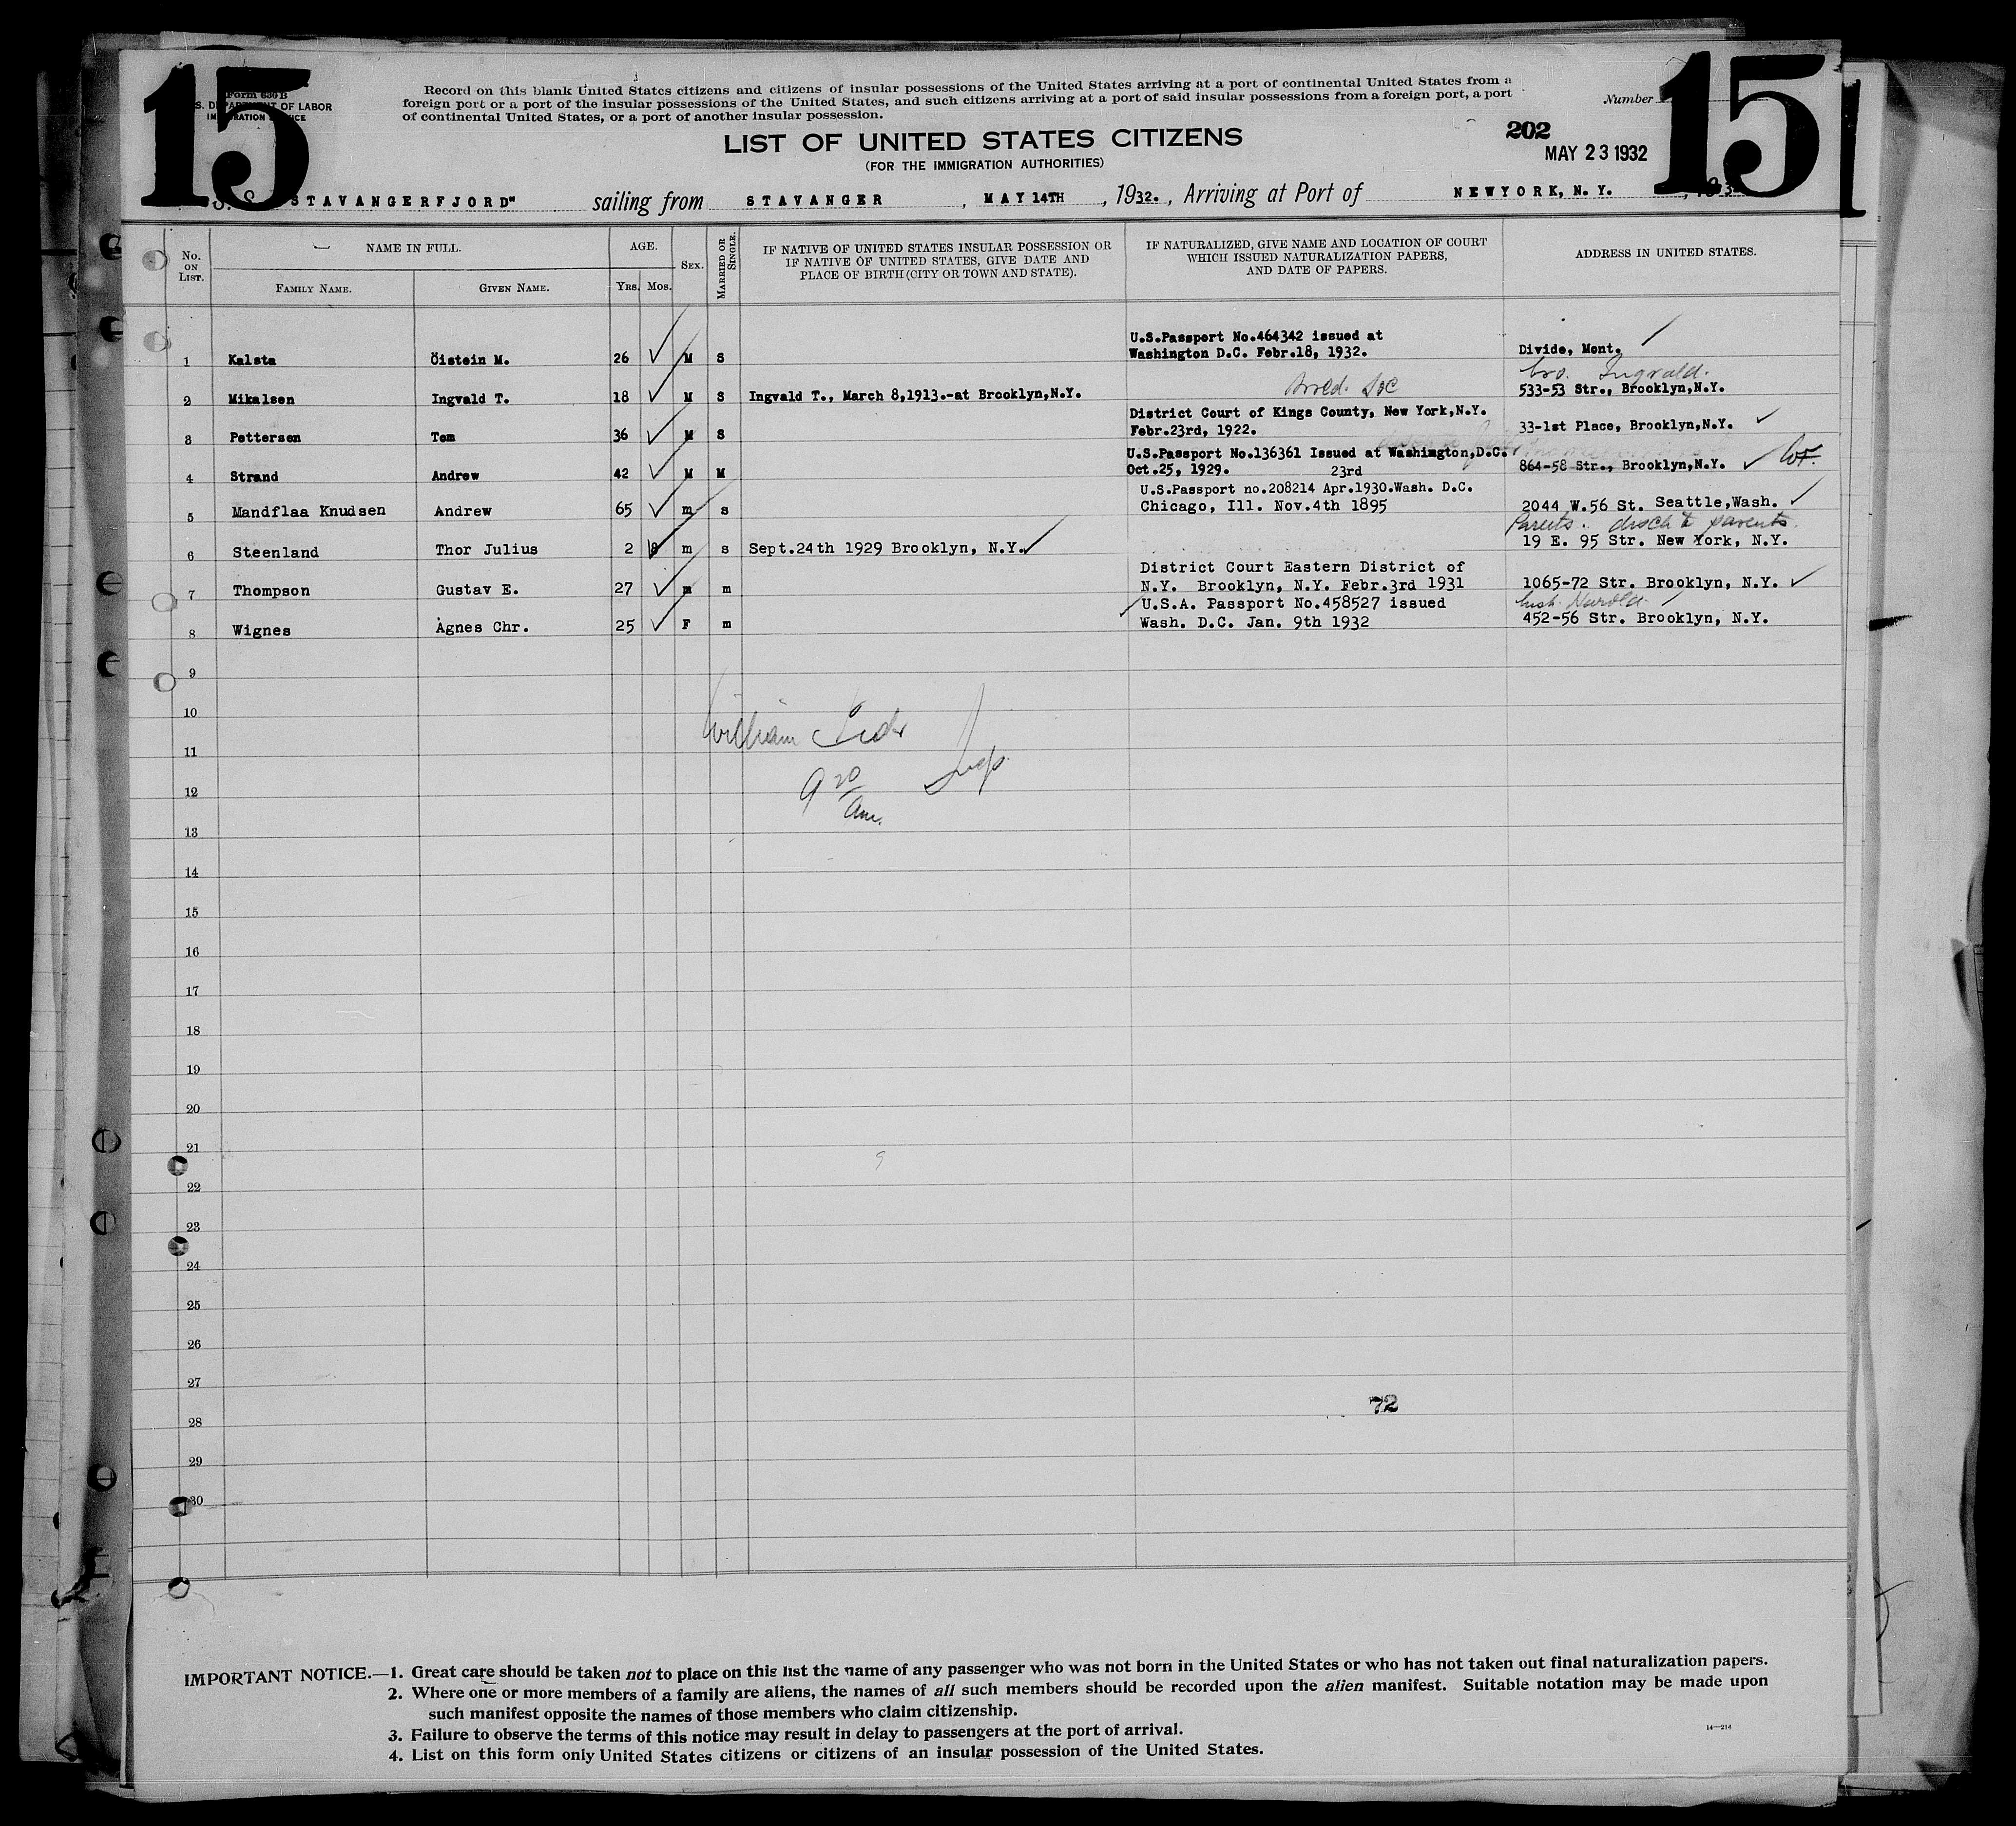 15
15
Form 630 B
U.S. DEPARTMENT OF LABOR
IMMIGRATION SERVICE
Record on this blank United States citizens and citizens of insular possessions of the United States arriving at a port of continental United States from a
foreign port or a port of the insular possessions of the United States, and such citizens arriving at a port of said insular possessions from a foreign port, a port
of continental United States, or a port of another insular possession.
Number
LIST OF UNITED STATES CITIZENS
(FOR THE IMMIGRATION AUTHORITIES)
202
MAY 23 1932
S. S. STAVANGERFJORD" sailing from STAVANGER, MAY 14TH, 1932., Arriving at Port of NEWYORK, N. Y.
No. ON LIST.
NAME IN FULL.
FAMILY NAME. GIVEN NAME.
AGE.
YRS. MOS.
SEX.
MARRIED OR SINGLE.
IF NATIVE OF UNITED STATES INSULAR POSSESSION OR
IF NATIVE OF UNITED STATES, GIVE DATE AND
PLACE OF BIRTH (CITY OR TOWN AND STATE).
IF NATURALIZED, GIVE NAME AND LOCATION OF COURT
WHICH ISSUED NATURALIZATION PAPERS,
AND DATE OF PAPERS.
ADDRESS IN UNITED STATES.
U.S.Passport No.464342 issued at
1 Kalsta Öistein M. 26 M S Washington D.C. Febr.18, 1932. Divide, Mont.
bro. Ingvald.
2 Mikalsen Ingvald T. 18 M S Ingvald T., March 8,1913.-at Brooklyn,N.Y. 533-53 Str., Brooklyn,N.Y.
District Court of Kings County, New York,N.Y.
3 Pettersen Tom 36 M S Febr.23rd, 1922. 33-1st Place, Brooklyn,N.Y.
U.S.Passport No.136361 Issued at Washington,D.C.
4 Strand Andrew 42 M M Oct.25, 1929. 864-58 Str., Brooklyn,N.Y.
23rd
U.S.Passport no.208214 Apr.1930.Wash. D.C.
5 Mandflaa Knudsen Andrew 65 m s Chicago, Ill. Nov.4th 1895 2044 W.56 St. Seattle,Wash.
Parents. disch to parents.
6 Steenland Thor Julius 2 8 m s Sept.24th 1929 Brooklyn, N.Y. 19 E. 95 Str. New York, N.Y.
District Court Eastern District of
7 Thompson Gustav E. 27 m m N.Y. Brooklyn, N.Y. Febr.3rd 1931 1065-72 Str. Brooklyn, N.Y.
U.S.A. Passport No.458527 issued
husb. Harold
8 Wignes Agnes Chr. 25 F m Wash. D.C. Jan. 9th 1932 452-56 Str. Brooklyn, N.Y.
9
10
William
11
Insp.
12
9 20
am.
13
14
15
16
17
18
19
20
21
22
23
24
25
26
27
28
72
29
30
IMPORTANT NOTICE.—1. Great care should be taken not to place on this list the name of any passenger who was not born in the United States or who has not taken out final naturalization papers.
2. Where one or more members of a family are aliens, the names of all such members should be recorded upon the alien manifest. Suitable notation may be made upon
such manifest opposite the names of those members who claim citizenship.
3. Failure to observe the terms of this notice may result in delay to passengers at the port of arrival.
14—214
4. List on this form only United States citizens or citizens of an insular possession of the United States.